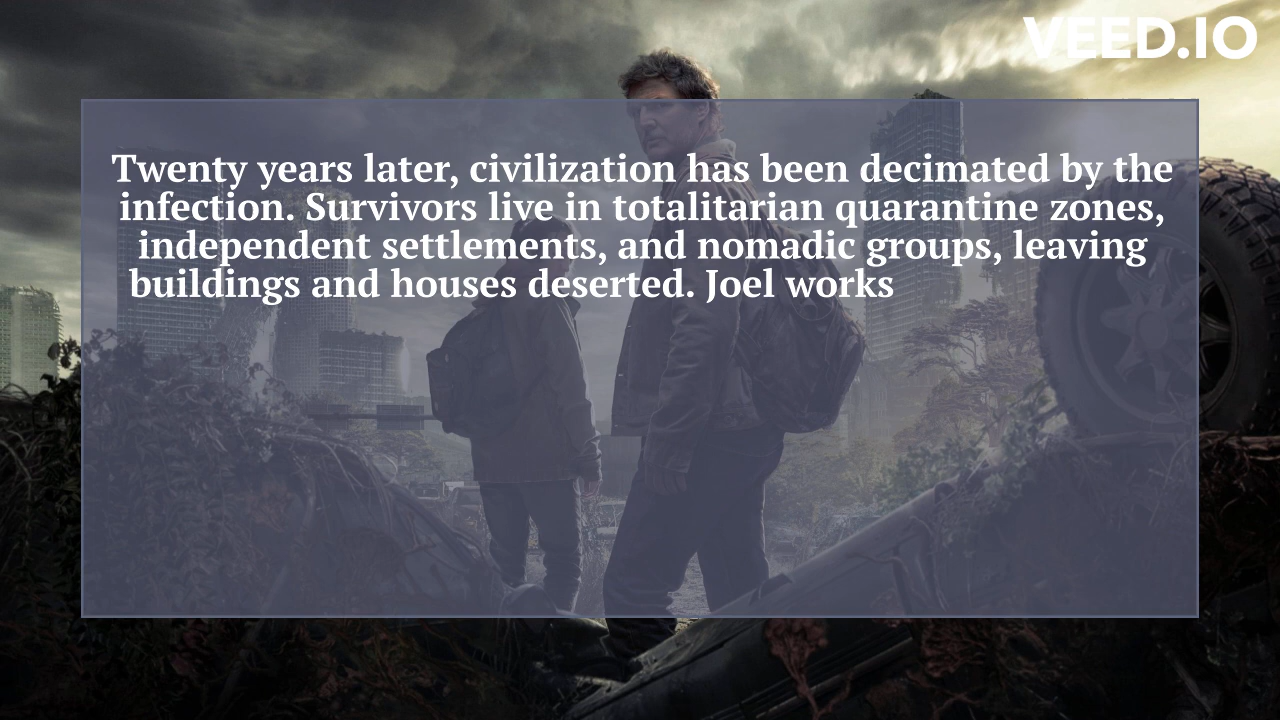 VEED.IO
Twenty years later, civilization has been decimated by the
infection. Survivors live in totalitarian quarantine zones,
independent settlements, and nomadic groups, leaving
buildings and houses deserted. Joel works